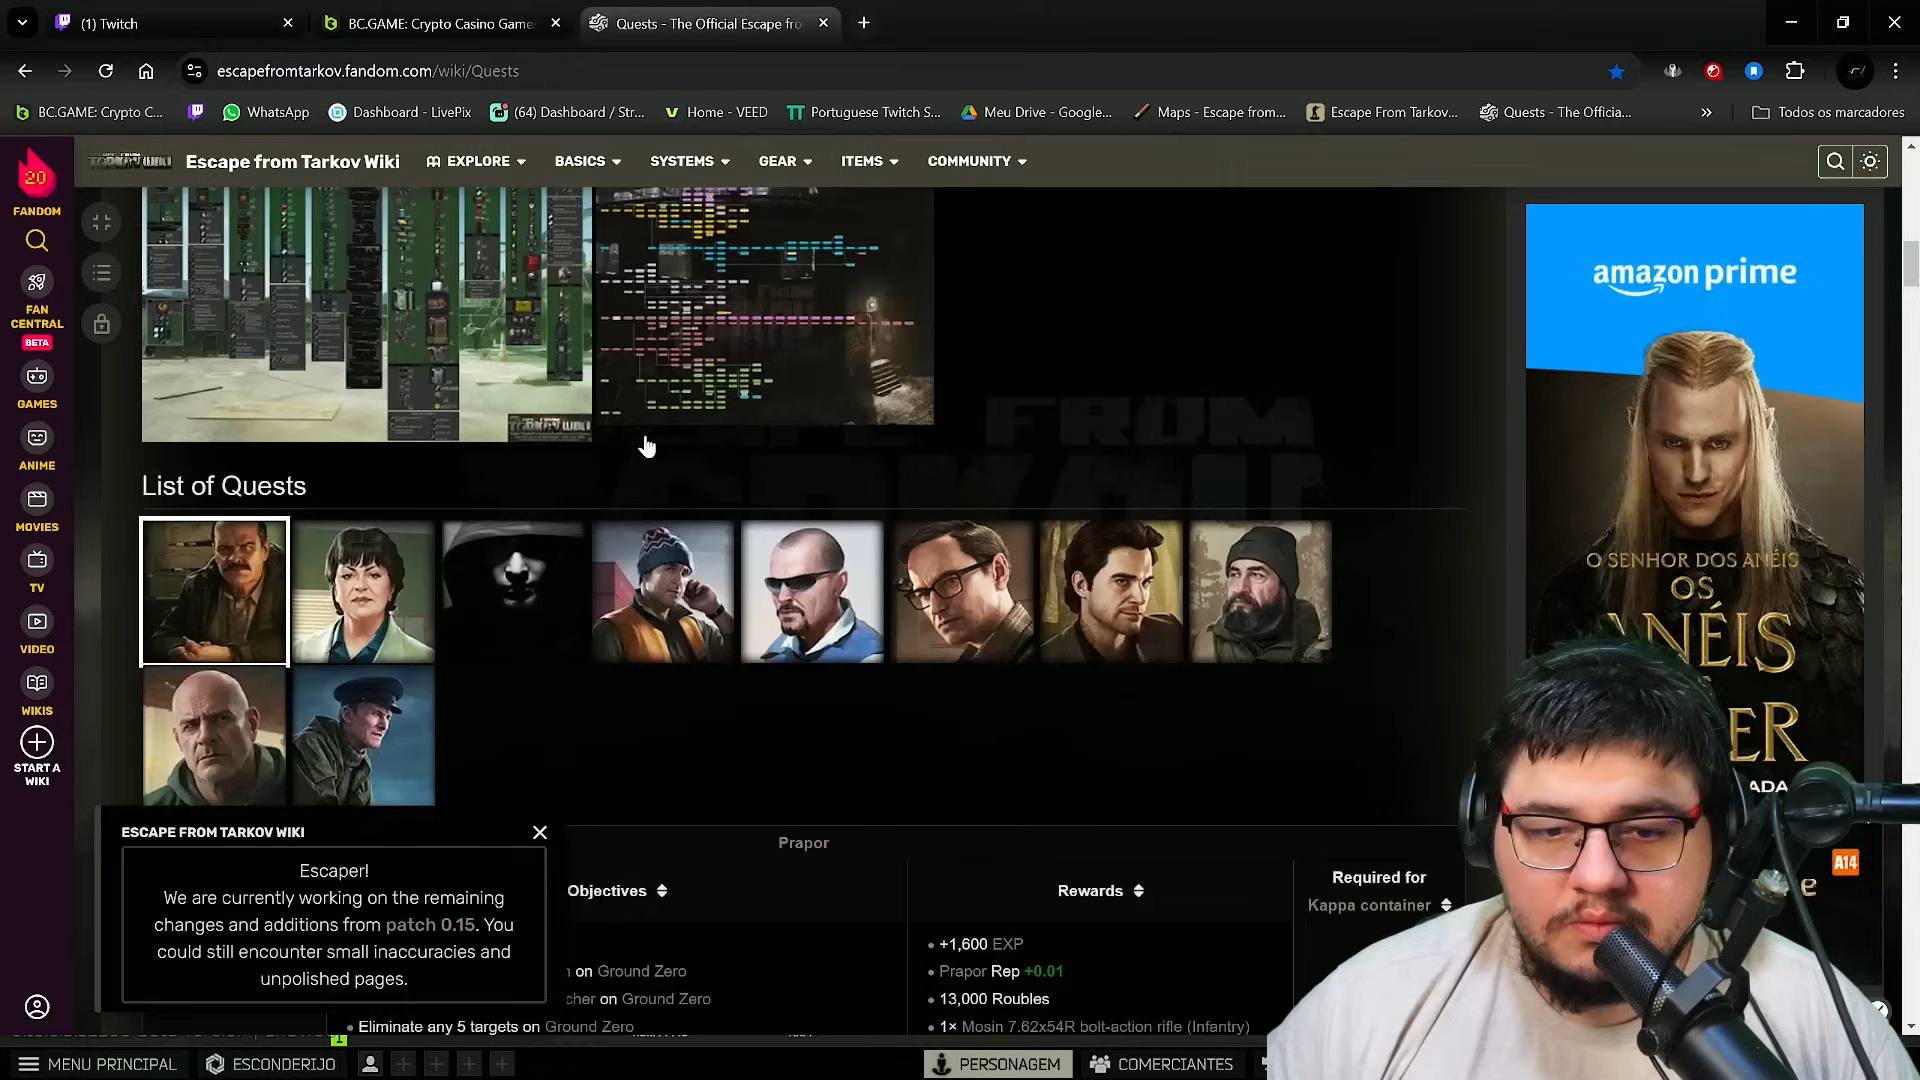 (1) Twitch
BC.GAME: Crypto Casino Game
Quests - The Official Escape fro
escapefromtarkov.fandom.com/wiki/Quests
BC.GAME: Crypto C...
WhatsApp
Dashboard - LivePix
(64) Dashboard / Str...
Home - VEED
Portuguese Twitch S...
Meu Drive - Google...
Maps - Escape from...
Escape From Tarkov...
Quests - The Officia...
Todos os marcadores
20
FANDOM
FAN
CENTRAL
BETA
GAMES
ANIME
MOVIES
TV
VIDEO
WIKIS
START A
WIKI
Escape from Tarkov Wiki
EXPLORE
BASICS
SYSTEMS
GEAR
ITEMS
COMMUNITY
List of Quests
ESCAPE FROM TARKOV WIKI
Escaper!
We are currently working on the remaining
changes and additions from patch 0.15. You
could still encounter small inaccuracies and
unpolished pages.
Prapor
Objectives
Rewards
Required for
Kappa container
on Ground Zero
cher on Ground Zero
• Eliminate any 5 targets on Ground Zero
• +1,600 EXP
• Prapor Rep +0.01
• 13,000 Roubles
• 1× Mosin 7.62x54R bolt-action rifle (Infantry)
amazon prime
O SENHOR DOS ANÉIS
OS
ANÉIS
ER
ADA
A14
MENU PRINCIPAL
ESCONDERIJO
1
PERSONAGEM
COMERCIANTES